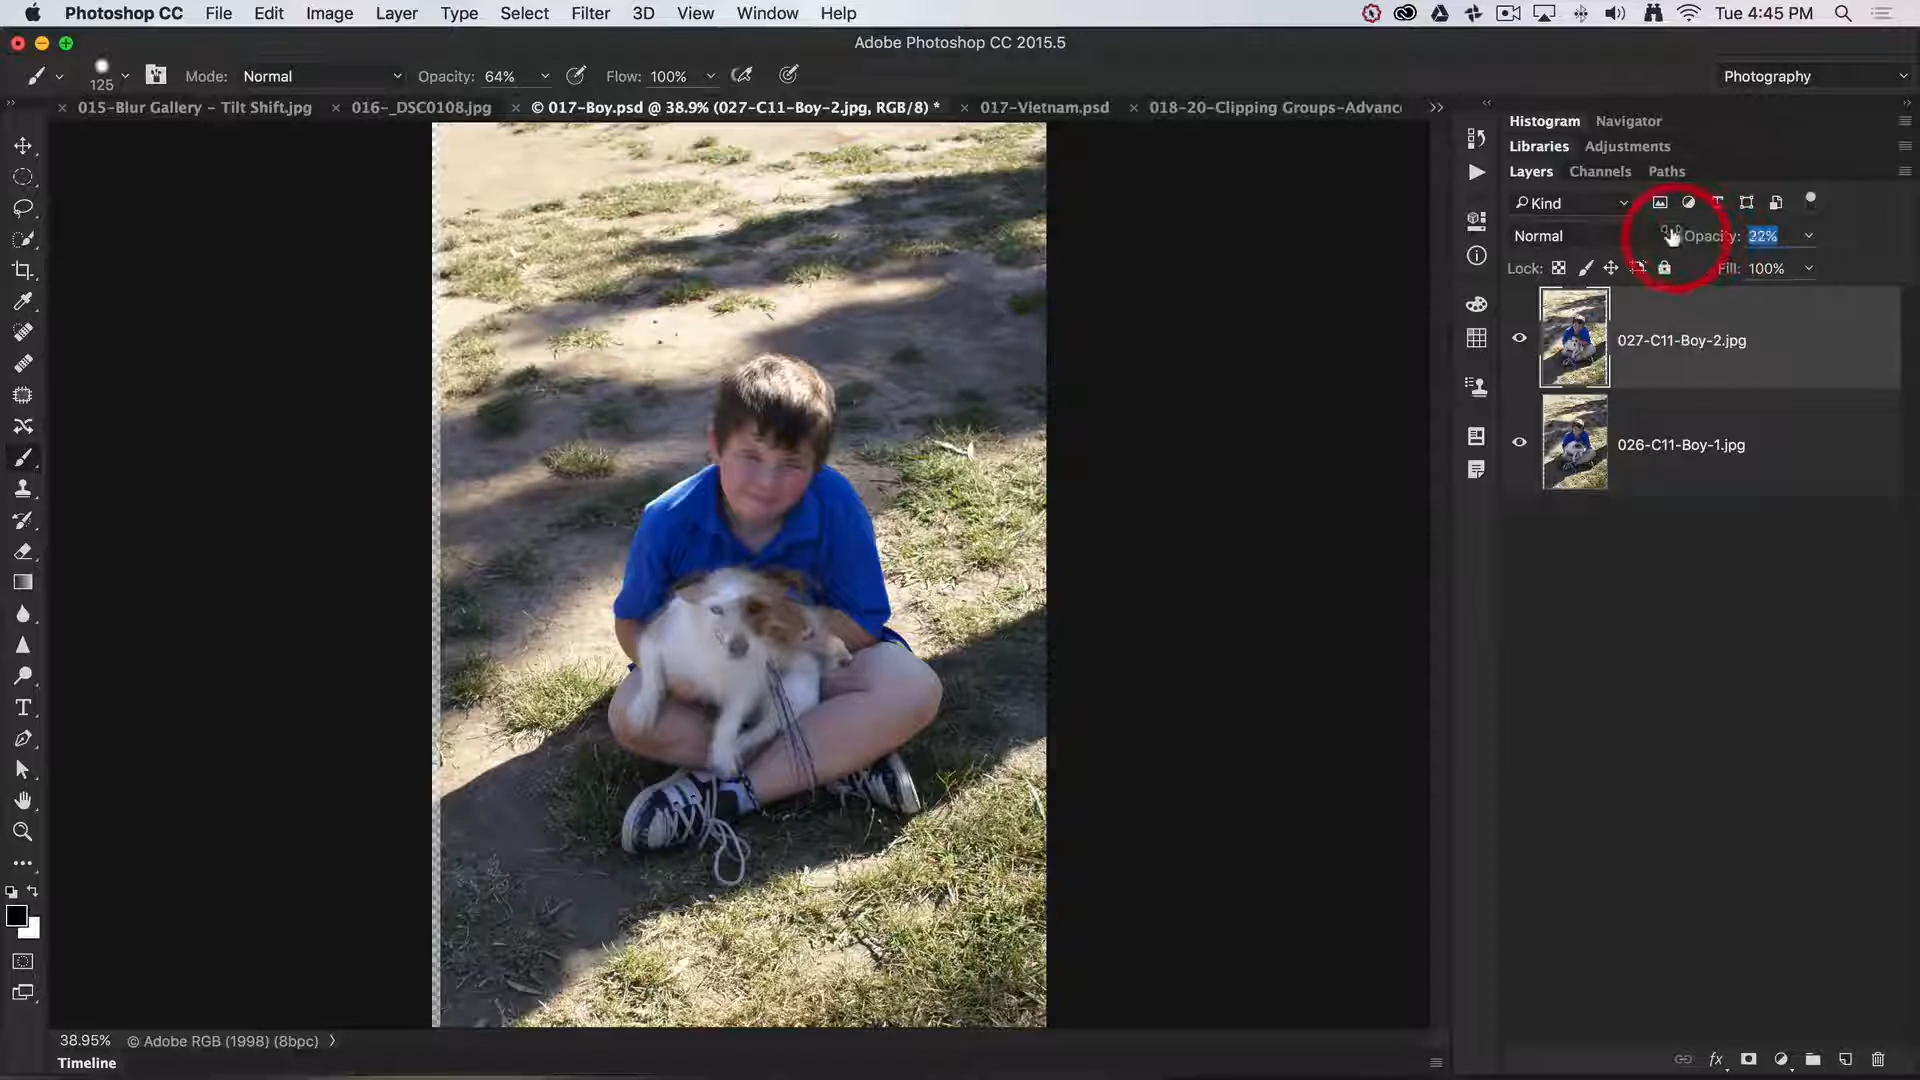 Photoshop CC File Edit Image Layer Type Select Filter 3D View Window Help Tue 4:45 PM
Adobe Photoshop CC 2015.5
125 Mode: Normal Opacity: 64% Flow: 100% Photography
015-Blur Gallery - Tilt Shift.jpg 016-_DSC0108.jpg © 017-Boy.psd @ 38.9% (027-C11-Boy-2.jpg, RGB/8) * 017-Vietnam.psd 018-20-Clipping Groups-Advanc
Histogram Navigator
Libraries Adjustments
Layers Channels Paths
Kind
Normal Opacity: 22%
Lock: Fill: 100%
027-C11-Boy-2.jpg
026-C11-Boy-1.jpg
38.95% © Adobe RGB (1998) (8bpc)
Timeline